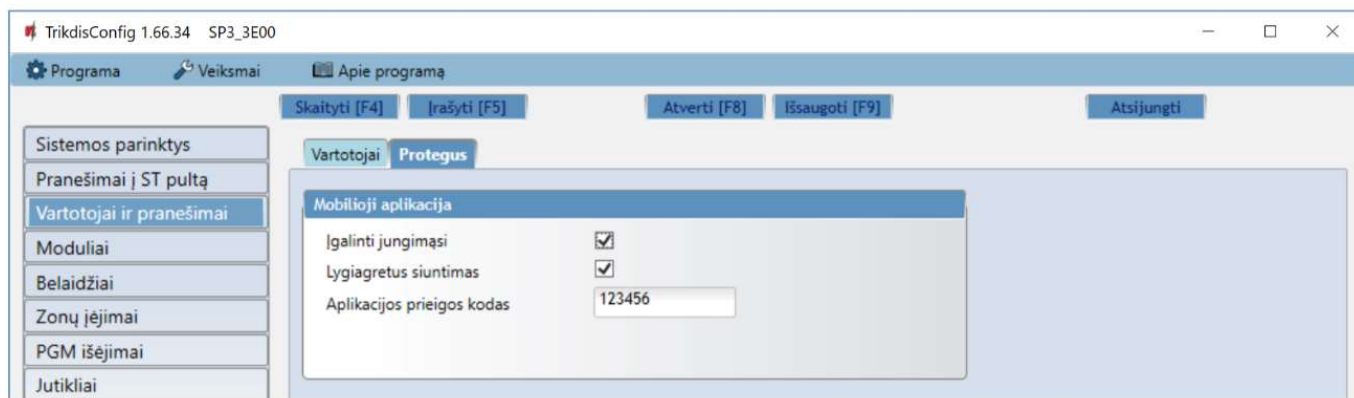 TrikdisConfig 1.66.34 SP3_3E00
Programa Veiksmai Apie programą
Skaityti [F4] Įrašyti [F5] Atverti [F8] Išsaugoti [F9] Atsijungti
Sistemos parinktys
Pranešimai į ST pultą
Vartotojai ir pranešimai
Moduliai
Belaidžiai
Zonų įėjimai
PGM išėjimai
Jutikliai
Vartotojai Protegus
Mobilioji aplikacija
Įgalinti jungimąsi
Lygiagretus siuntimas
Aplikacijos prieigos kodas 123456